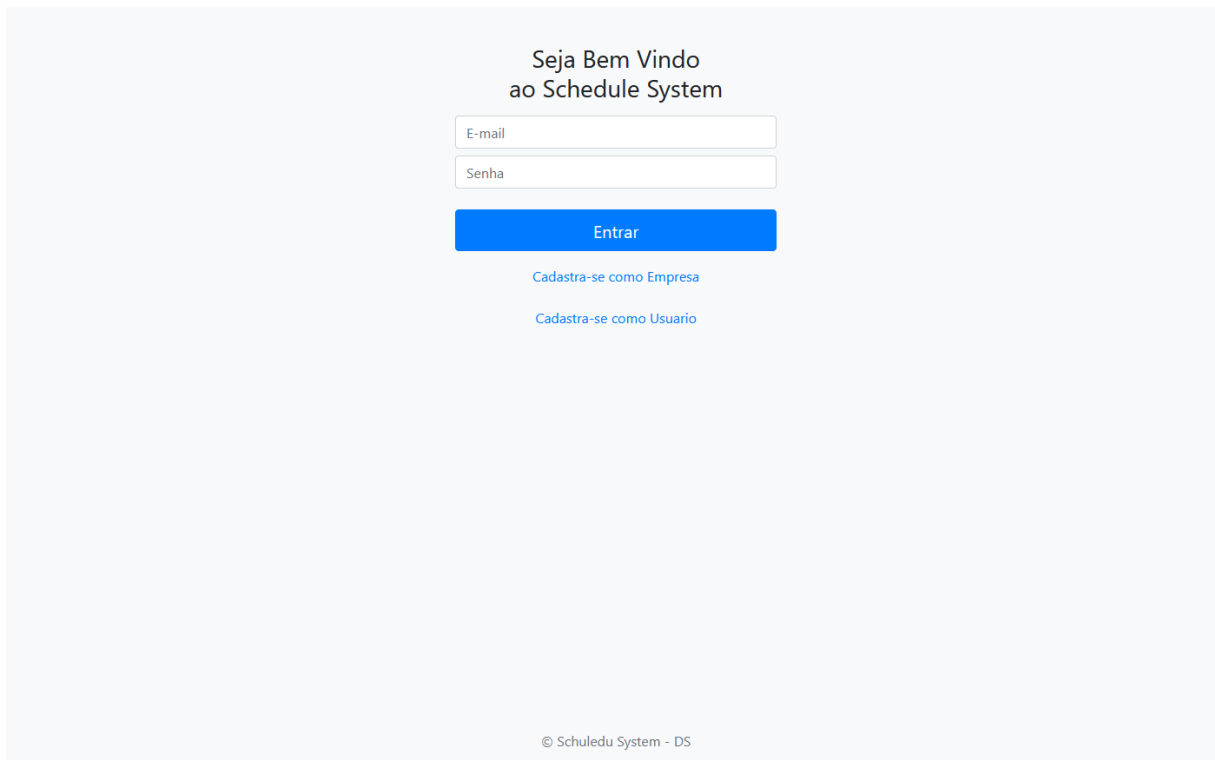 Seja Bem Vindo
ao Schedule System
E-mail
Senha
Entrar
Cadastra-se como Empresa
Cadastra-se como Usuario
© Schuledu System - DS